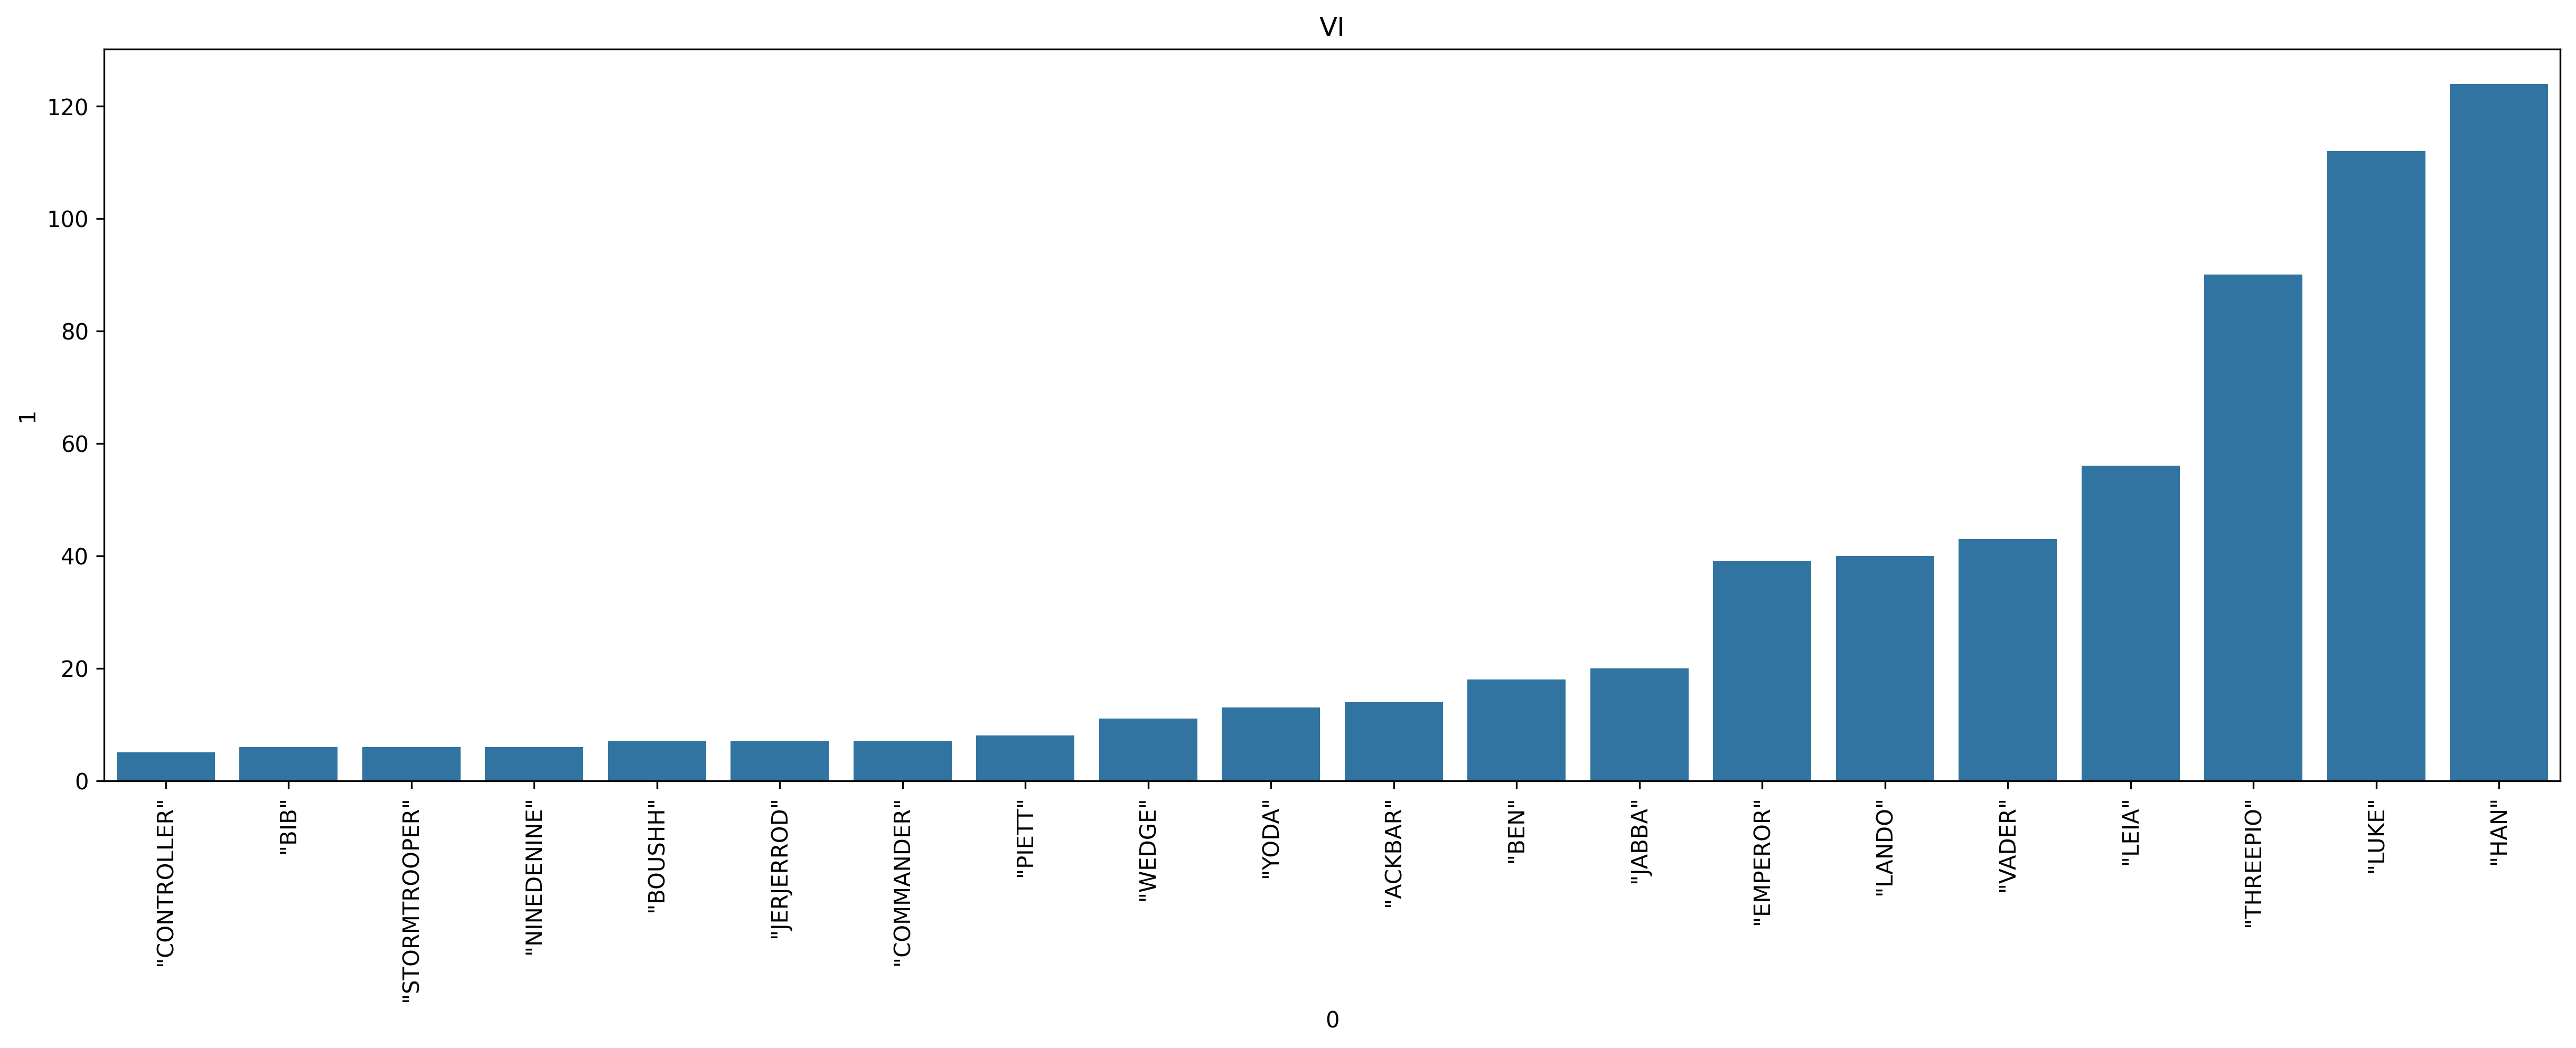 VI
120
100
80
60
40
20
0
1
"CONTROLLER"
"BIB"
"STORMTROOPER"
"NINEDENINE"
"BOUSHH"
"JERJERROD"
"COMMANDER"
"PIETT"
"WEDGE"
"YODA"
"ACKBAR"
"BEN"
"JABBA"
"EMPEROR"
"LANDO"
"VADER"
"LEIA"
"THREEPIO"
"LUKE"
"HAN"
0